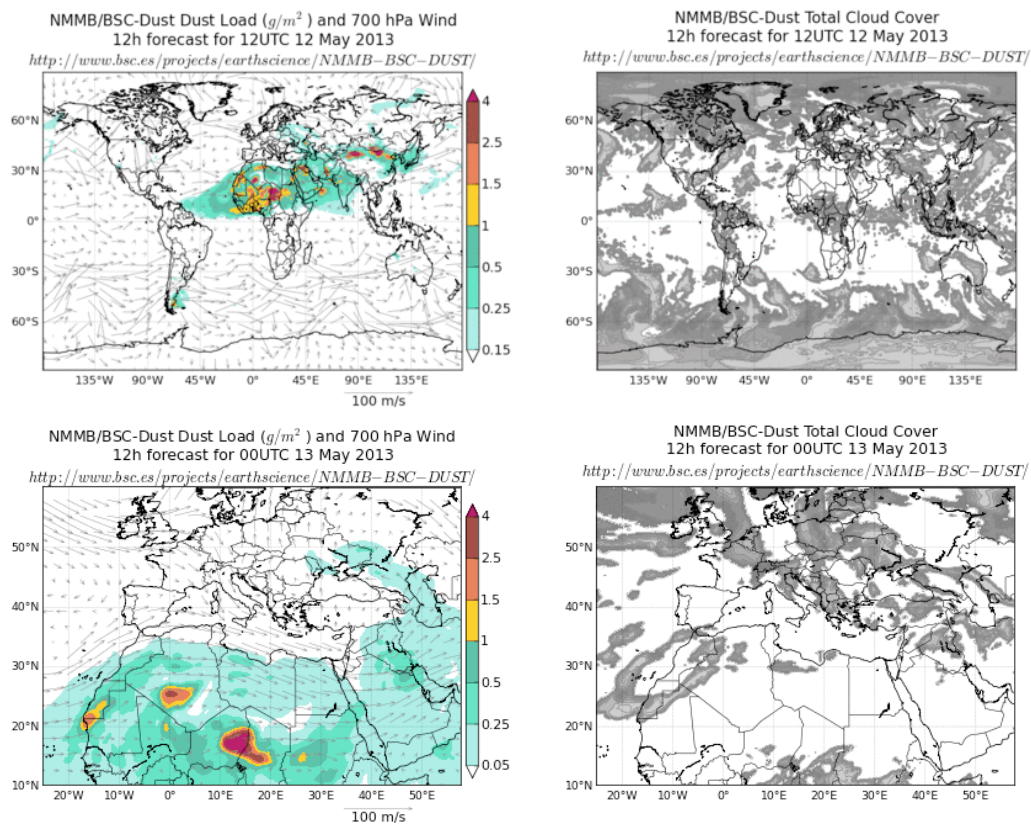 NMMB/BSC-Dust Dust Load (g/m²) and 700 hPa Wind
12h forecast for 12UTC 12 May 2013
http://www.bsc.es/projects/earthscience/NMMB−BSC−DUST/
60°N
30°N
0°
30°S
60°S
135°W
90°W
45°W
0°
45°E
90°E
135°E
4
2.5
1.5
1
0.5
0.25
0.15
100 m/s
NMMB/BSC-Dust Total Cloud Cover
12h forecast for 12UTC 12 May 2013
http://www.bsc.es/projects/earthscience/NMMB−BSC−DUST/
60°N
30°N
0°
30°S
60°S
135°W
90°W
45°W
0°
45°E
90°E
135°E
NMMB/BSC-Dust Dust Load (g/m²) and 700 hPa Wind
12h forecast for 00UTC 13 May 2013
http://www.bsc.es/projects/earthscience/NMMB−BSC−DUST/
50°N
40°N
30°N
20°N
10°N
20°W
10°W
0°
10°E
20°E
30°E
40°E
50°E
4
2.5
1.5
1
0.5
0.25
0.05
100 m/s
NMMB/BSC-Dust Total Cloud Cover
12h forecast for 00UTC 13 May 2013
http://www.bsc.es/projects/earthscience/NMMB−BSC−DUST/
50°N
40°N
30°N
20°N
10°N
20°W
10°W
0°
10°E
20°E
30°E
40°E
50°E